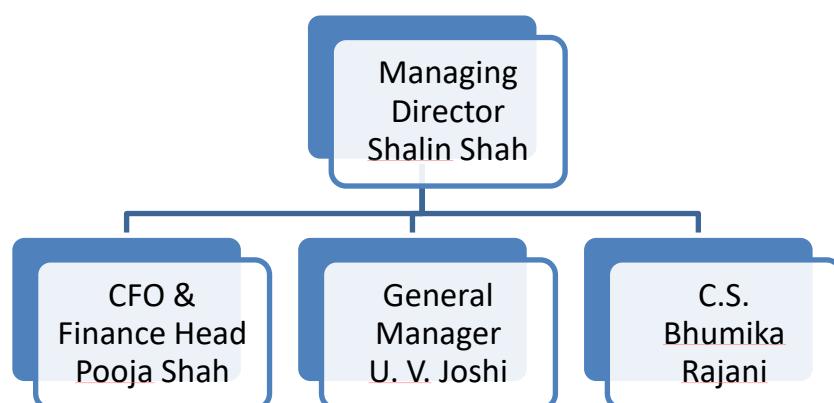 Managing
Director
Shalin Shah
CFO &
Finance Head
Pooja Shah
General
Manager
U. V. Joshi
C.S.
Bhumika
Rajani